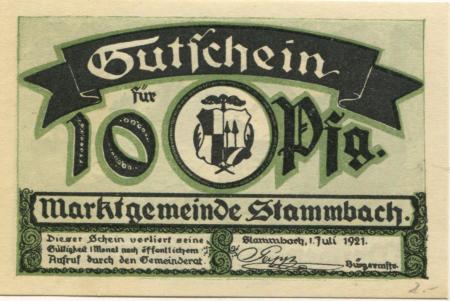 Gutschein
für
10 Pfg.
Marktgemeinde Stammbach.
Dieser Schein verliert seine
Gültigkeit 1 Monat nach öffentlichem
Aufruf durch den Gemeinderat.
Stammbach, 1. Juli 1921.
Bürgermstr.
2.-